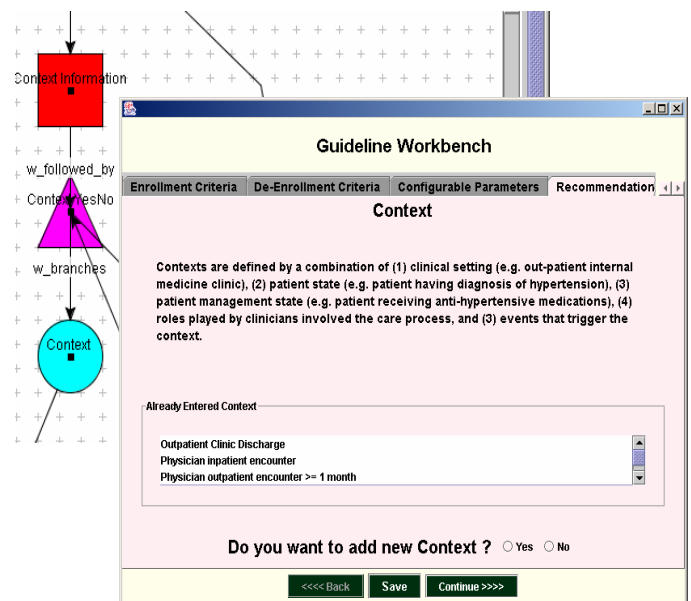 Context Information
w_followed_by
ContextYesNo
w_branches
Context
Guideline Workbench
Enrollment Criteria De-Enrollment Criteria Configurable Parameters Recommendation
Context
Contexts are defined by a combination of (1) clinical setting (e.g. out-patient internal
medicine clinic), (2) patient state (e.g. patient having diagnosis of hypertension), (3)
patient management state (e.g. patient receiving anti-hypertensive medications), (4)
roles played by clinicians involved the care process, and (3) events that trigger the
context.
Already Entered Context
Outpatient Clinic Discharge
Physician inpatient encounter
Physician outpatient encounter >= 1 month
Do you want to add new Context ? Yes No
<<<< Back Save Continue >>>>